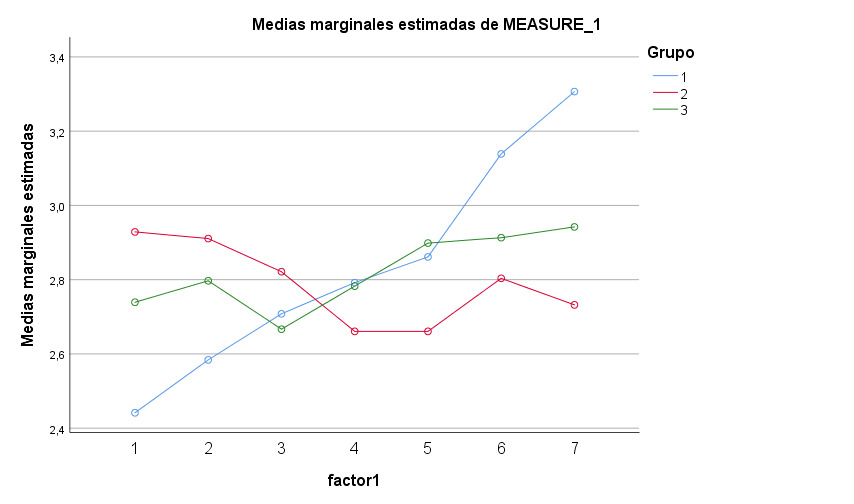 Medias marginales estimadas de MEASURE_1
Grupo
1
2
3
Medias marginales estimadas
3,4
3,2
3,0
2,8
2,6
2,4
1 2 3 4 5 6 7
factor1